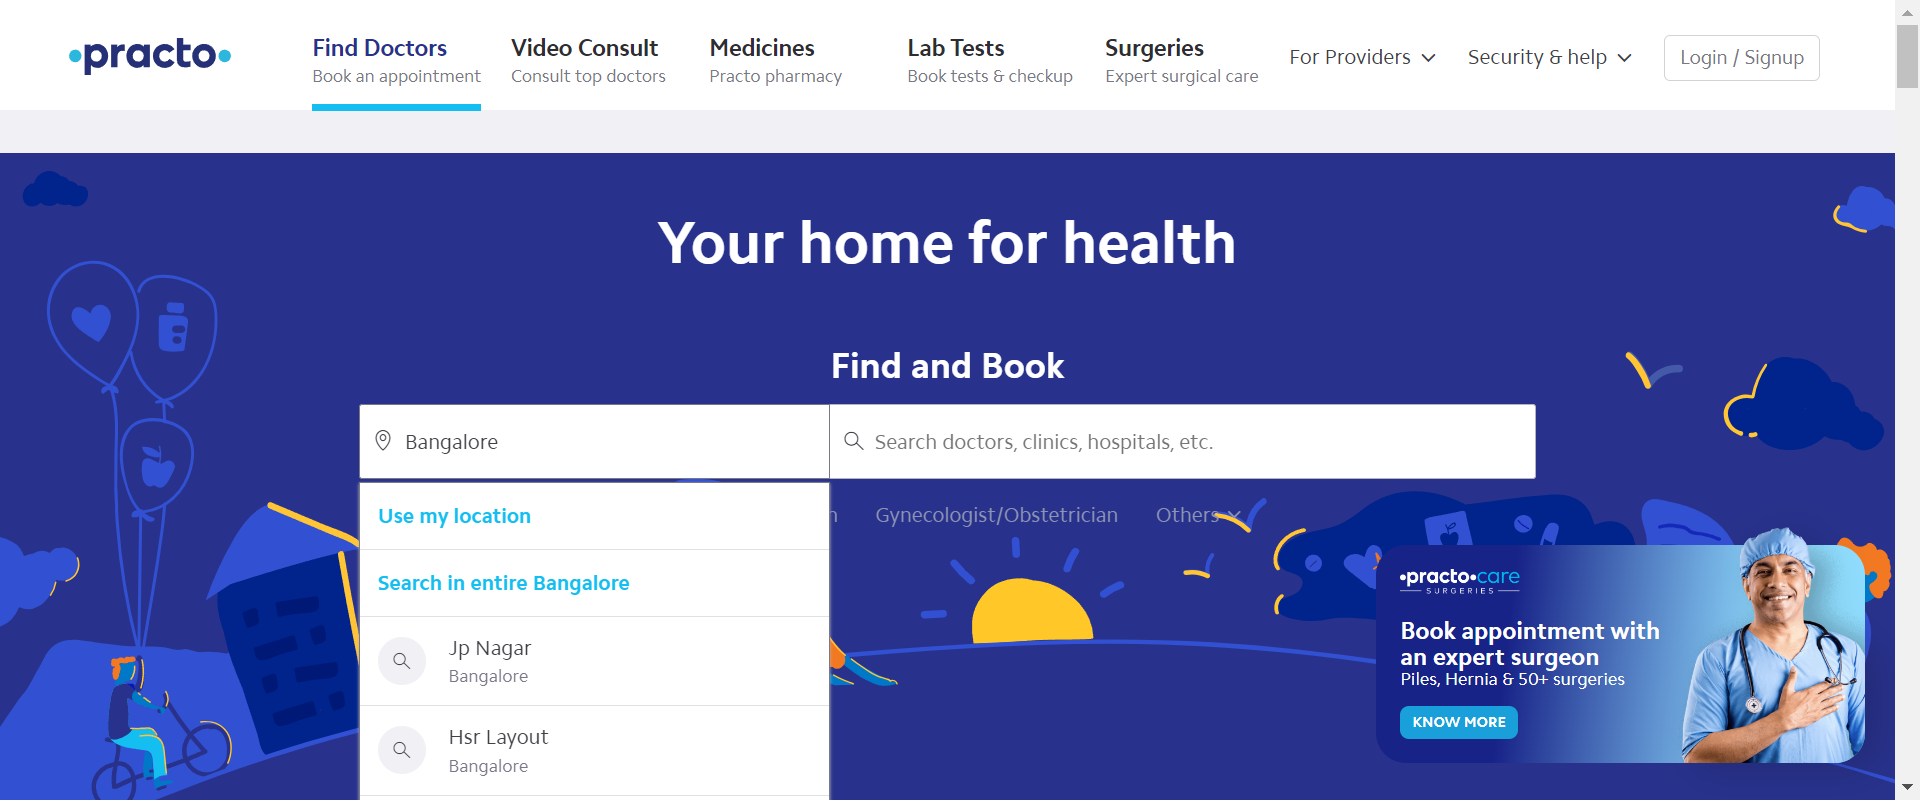 practo
Find Doctors
Book an appointment
Video Consult
Consult top doctors
Medicines
Practo pharmacy
Lab Tests
Book tests & checkup
Surgeries
Expert surgical care
For Providers
Security & help
Login / Signup
Your home for health
Find and Book
Bangalore
Search doctors, clinics, hospitals, etc.
Use my location
Gynecologist/Obstetrician
Others
Search in entire Bangalore
Jp Nagar
Bangalore
Hsr Layout
Bangalore
practo care
SURGERIES
Book appointment with
an expert surgeon
Piles, Hernia & 50+ surgeries
KNOW MORE